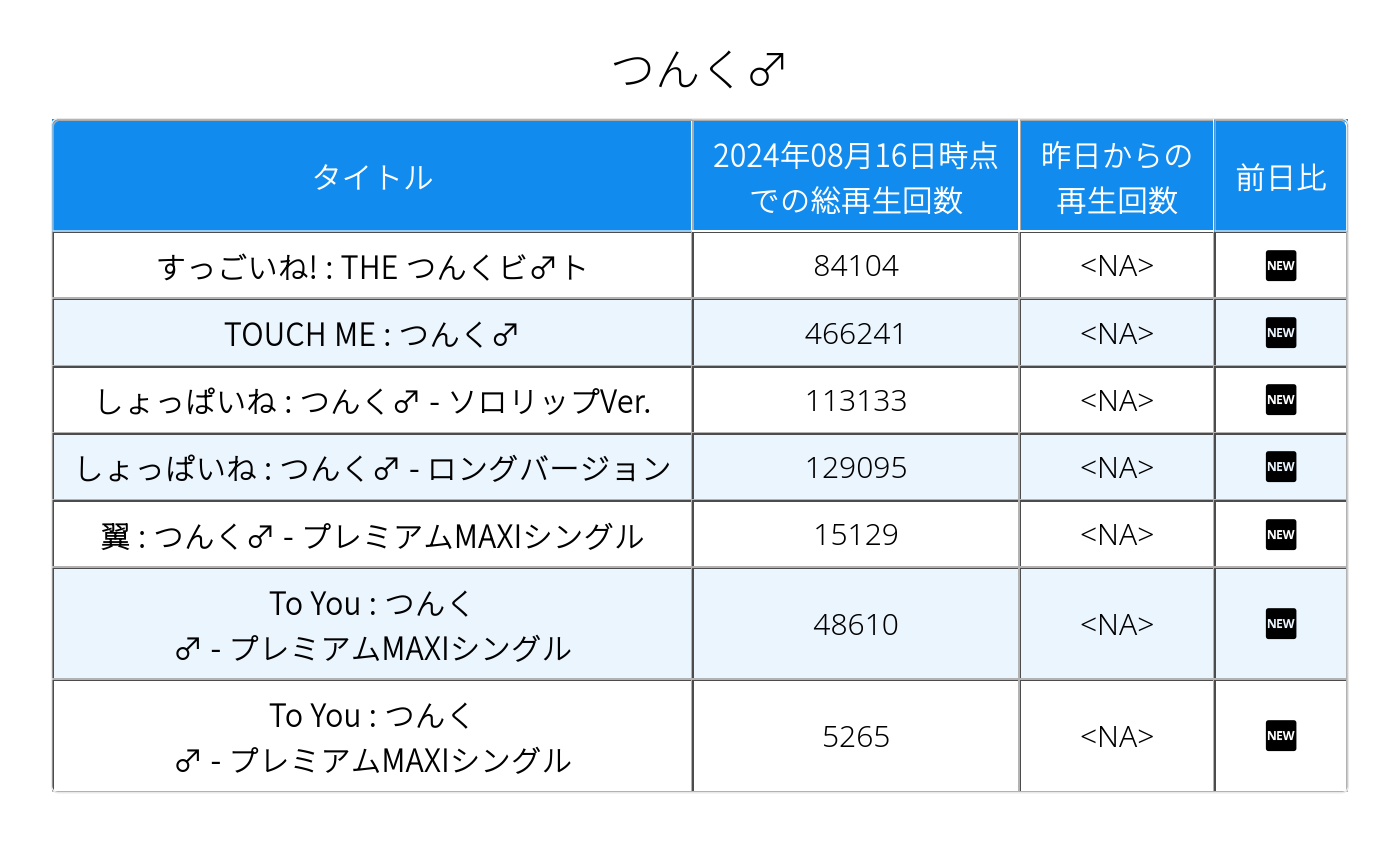 つんく♂
タイトル
2024年08月16日時点
での総再生回数
昨日からの
再生回数
前日比
すっごいね! : THE つんくビ♂ト
84104
<NA>
NEW
TOUCH ME : つんく♂
466241
<NA>
NEW
しょっぱいね : つんく♂ - ソロリップVer.
113133
<NA>
NEW
しょっぱいね : つんく♂ - ロングバージョン
129095
<NA>
NEW
翼 : つんく♂ - プレミアムMAXIシングル
15129
<NA>
NEW
To You : つんく
♂ - プレミアムMAXIシングル
48610
<NA>
NEW
To You : つんく
♂ - プレミアムMAXIシングル
5265
<NA>
NEW